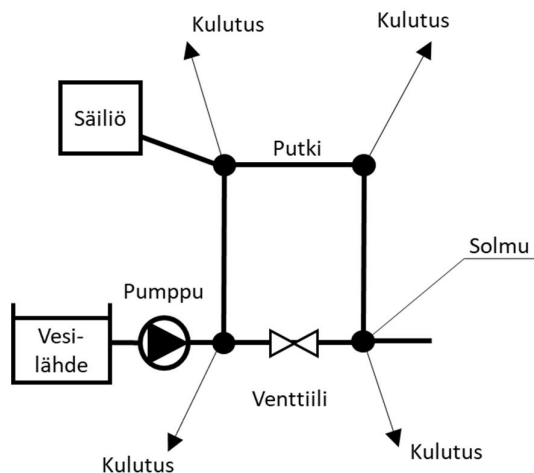 Kulutus
Kulutus
Säiliö
Putki
Solmu
Pumppu
Vesi-
lähde
Venttiili
Kulutus
Kulutus